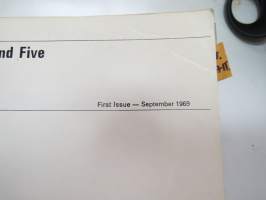 nd Five
First Issue — September 1969